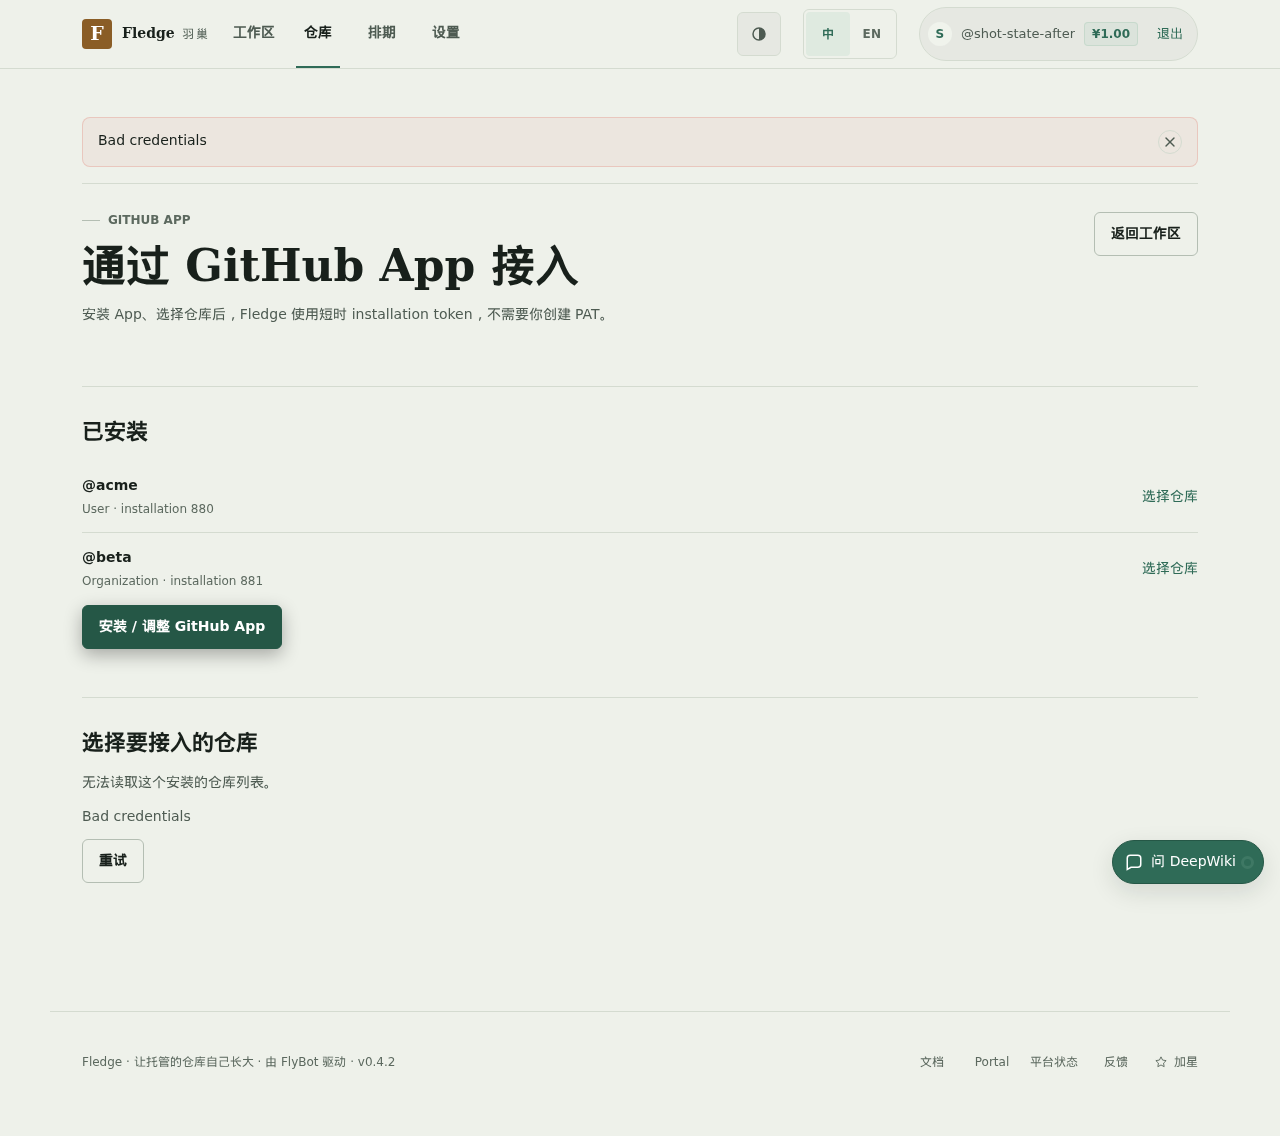 F Fledge 羽巢 工作区 仓库 排期 设置 中 EN S @shot-state-after ¥1.00 退出
Bad credentials
GITHUB APP
返回工作区
通过 GitHub App 接入
安装 App、选择仓库后，Fledge 使用短时 installation token，不需要你创建 PAT。
已安装
@acme
User · installation 880
选择仓库
@beta
Organization · installation 881
选择仓库
安装 / 调整 GitHub App
选择要接入的仓库
无法读取这个安装的仓库列表。
Bad credentials
重试
问 DeepWiki
Fledge · 让托管的仓库自己长大 · 由 FlyBot 驱动 · v0.4.2
文档 Portal 平台状态 反馈 加星